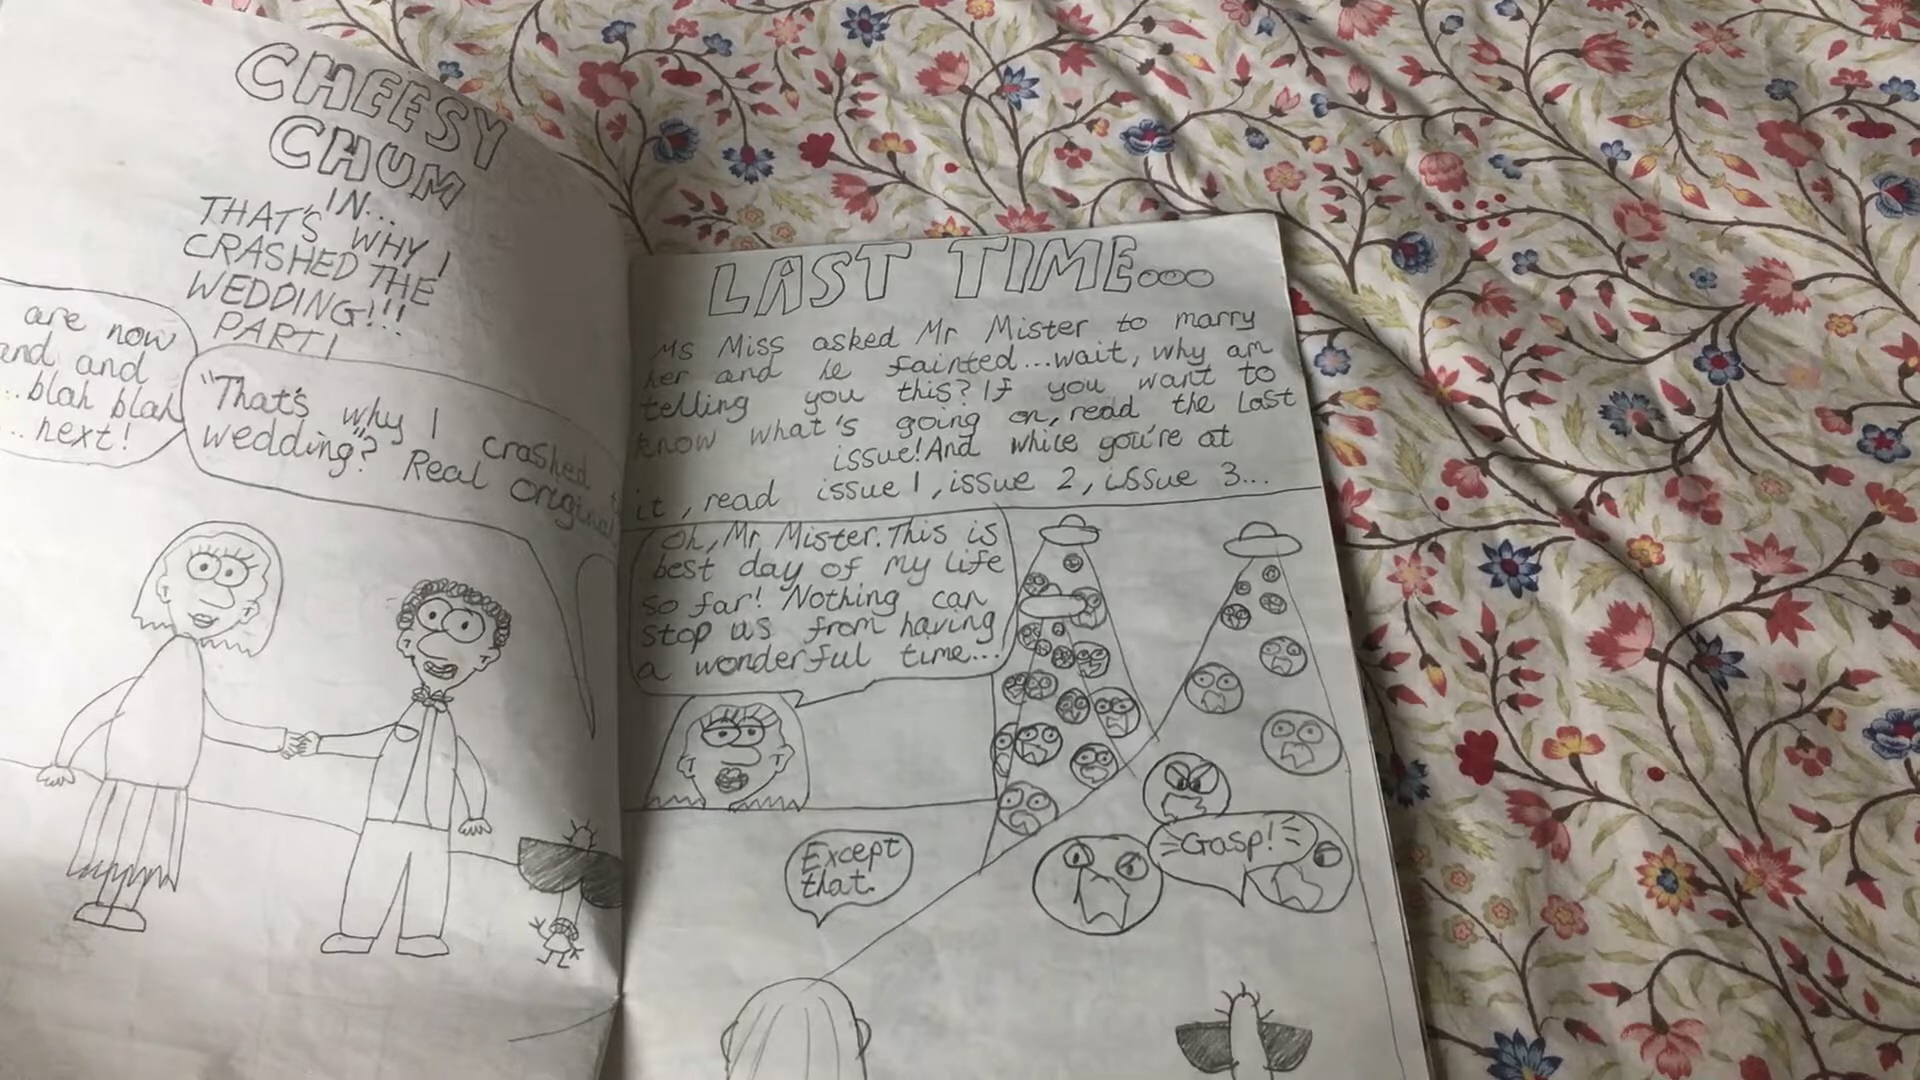 CHEESY
CHUM
IN...
THAT'S WHY I
CRASHED THE
WEDDING!!!
PART 1
are now
and and
...blah blah
... next!
"That's why I crashed
wedding"? Real original
LAST TIME...
Ms Miss asked Mr Mister to marry
her and he fainted...wait, why am
telling you this? If you want to
know what's going on, read the last
issue! And while you're at
it, read issue 1, issue 2, issue 3...
Oh, Mr Mister. This is
best day of my life
so far! Nothing can
stop us from having
a wonderful time...
Except
that.
Gasp!